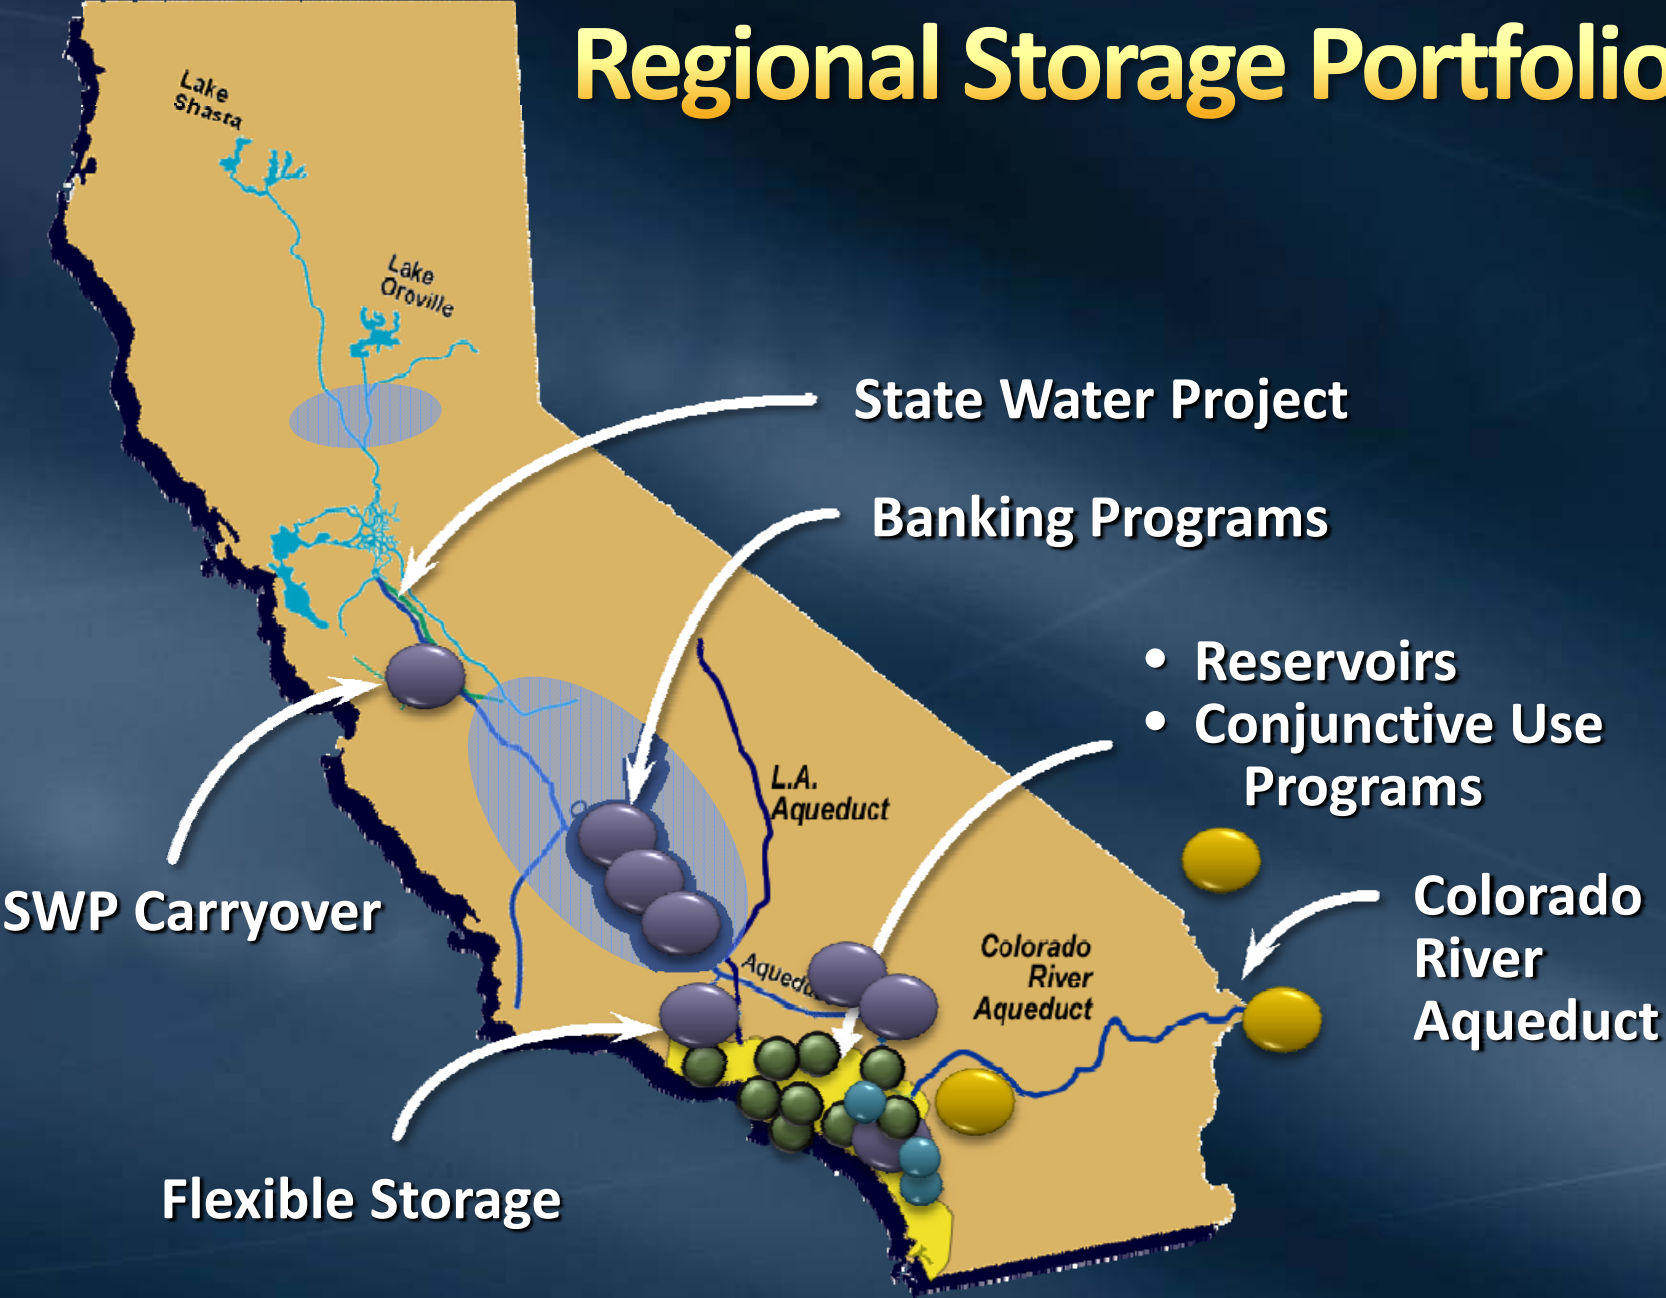 Regional Storage Portfolio
Lake
Shasta
Lake
Oroville
State Water Project
Banking Programs
• Reservoirs
• Conjunctive Use
Programs
L.A.
Aqueduct
SWP Carryover
Colorado
River
Aqueduct
Colorado
River
Aqueduct
Flexible Storage